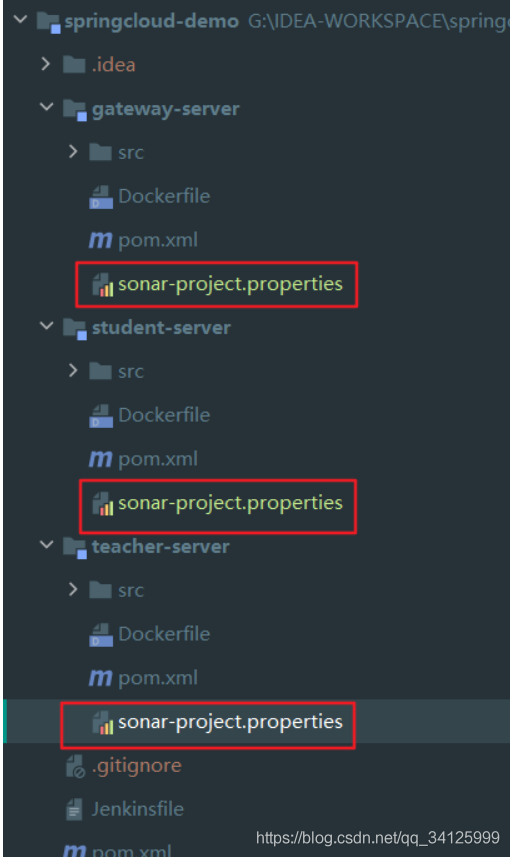 springcloud-demo G:\IDEA-WORKSPACE\spring
.idea
gateway-server
src
Dockerfile
pom.xml
sonar-project.properties
student-server
src
Dockerfile
pom.xml
sonar-project.properties
teacher-server
src
Dockerfile
pom.xml
sonar-project.properties
.gitignore
Jenkinsfile
https://blog.csdn.net/qq_34125999
pom.xml